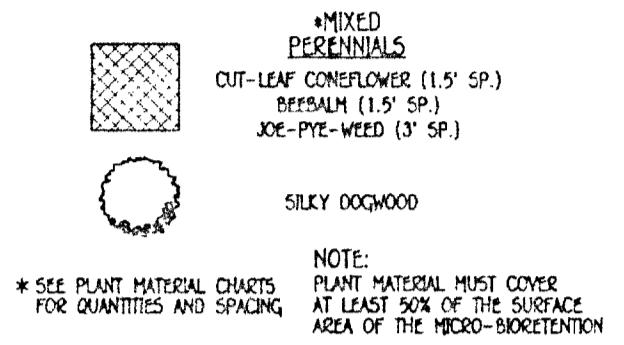 *MIXED
PERENNIALS
CUT-LEAF CONEFLOWER (1.5' SP.)
BEEBALM (1.5' SP.)
JOE-PYE-WEED (3' SP.)
SILKY DOGWOOD
* SEE PLANT MATERIAL CHARTS
FOR QUANTITIES AND SPACING
NOTE:
PLANT MATERIAL MUST COVER
AT LEAST 50% OF THE SURFACE
AREA OF THE MICRO-BIORETENTION